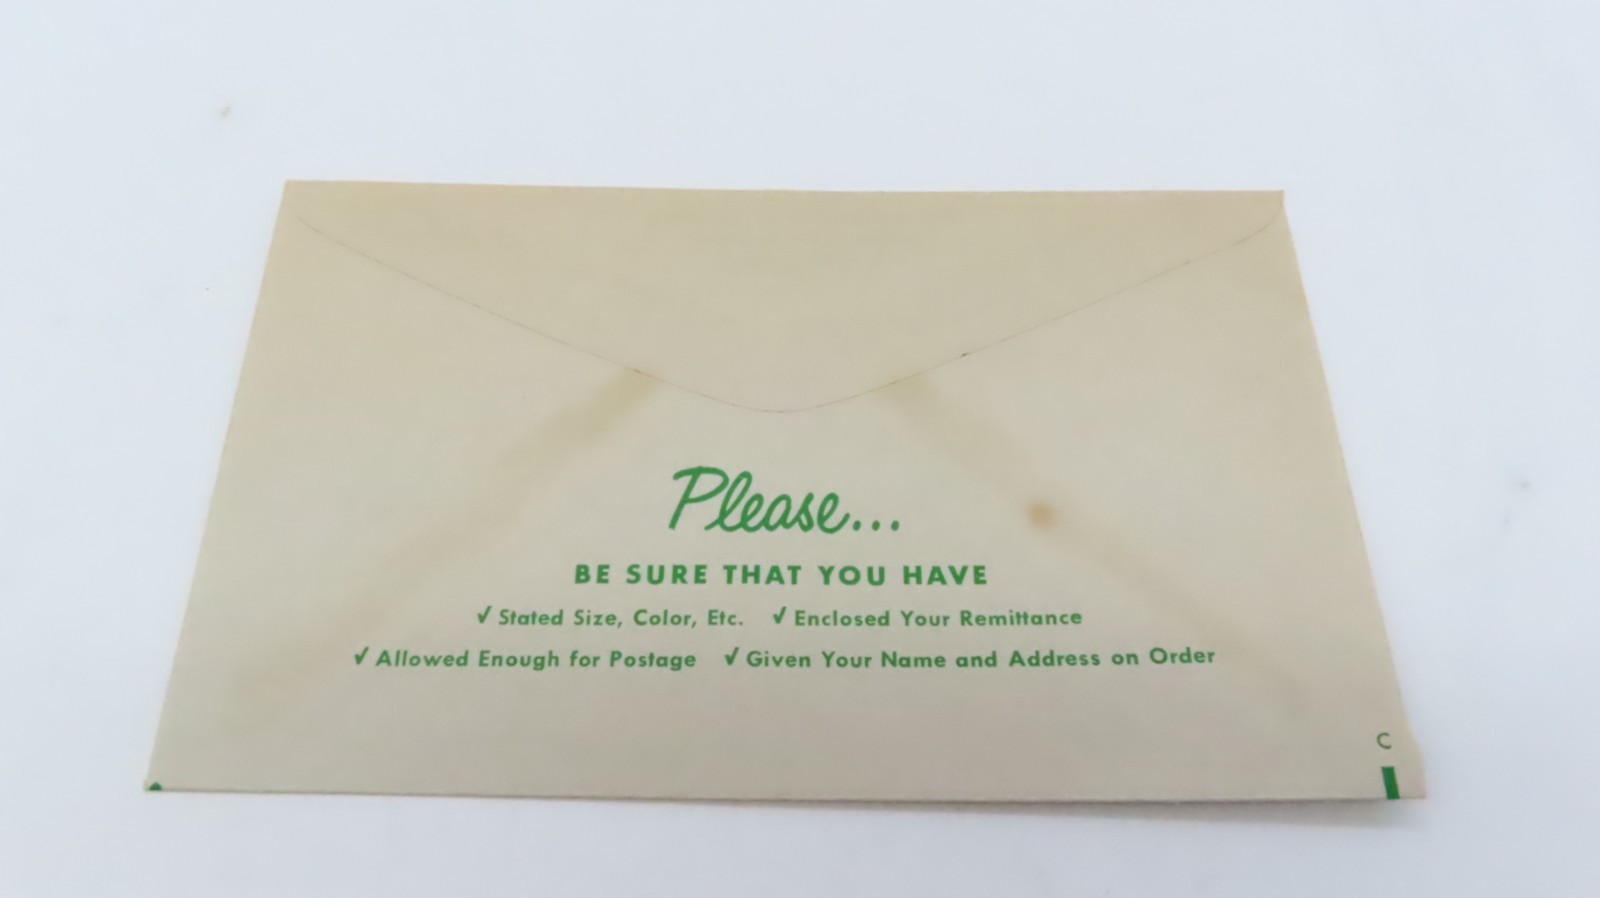 Please...
BE SURE THAT YOU HAVE
✓ Stated Size, Color, Etc. ✓ Enclosed Your Remittance
✓ Allowed Enough for Postage ✓ Given Your Name and Address on Order
C